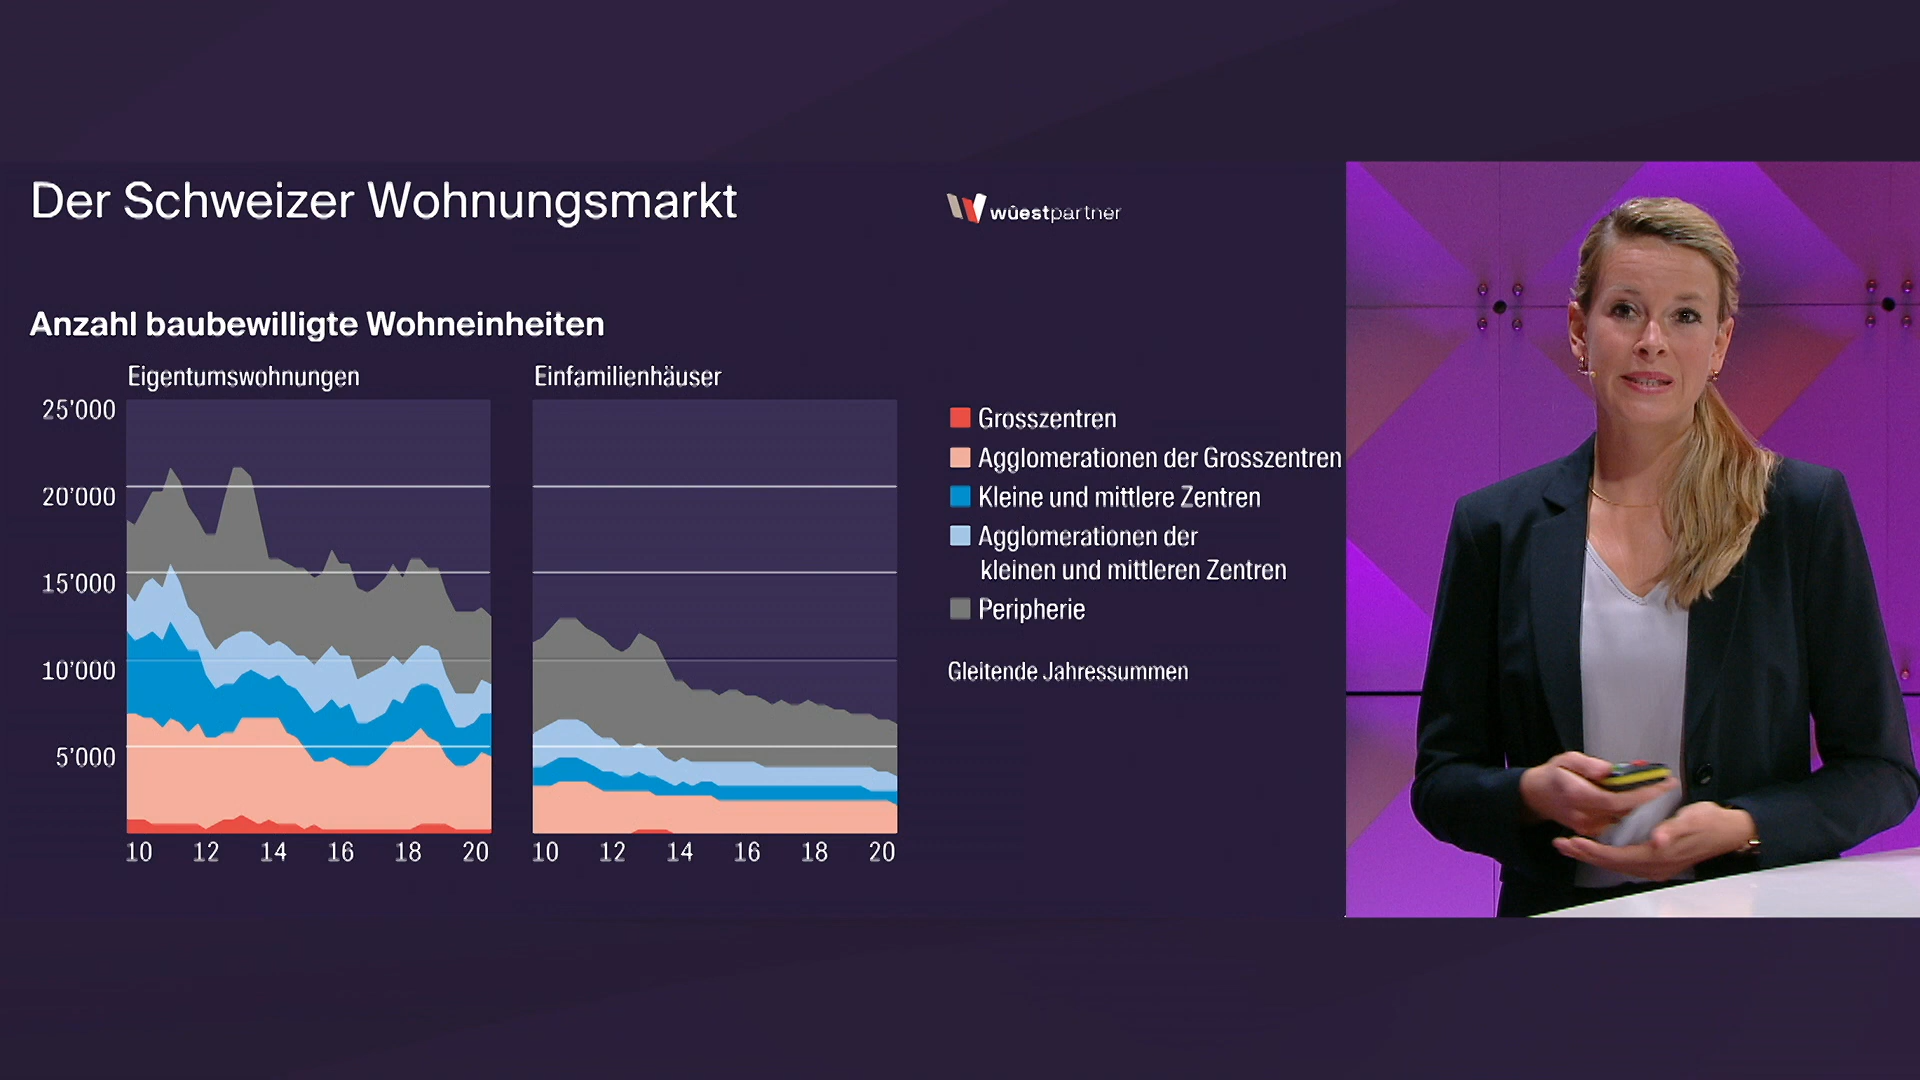 Der Schweizer Wohnungsmarkt
wüestpartner
Anzahl baubewilligte Wohneinheiten
Eigentumswohnungen
Einfamilienhäuser
25'000
20'000
15'000
10'000
5'000
10 12 14 16 18 20
10 12 14 16 18 20
Grosszentren
Agglomerationen der Grosszentren
Kleine und mittlere Zentren
Agglomerationen der
kleinen und mittleren Zentren
Peripherie
Gleitende Jahressummen